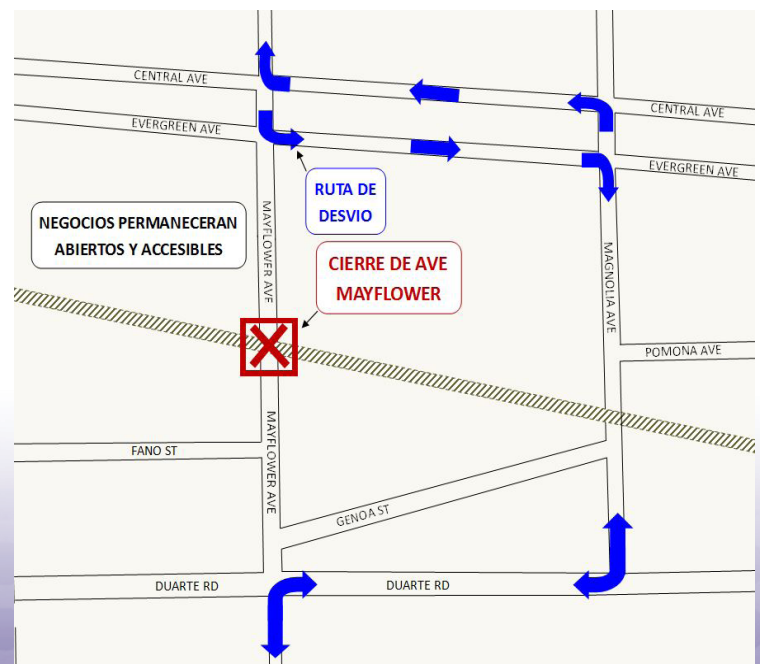 CENTRAL AVE
CENTRAL AVE
EVERGREEN AVE
EVERGREEN AVE
RUTA DE
DESVIO
NEGOCIOS PERMANECERAN
ABIERTOS Y ACCESIBLES
MAYFLOWER AVE
MAGNOLIA AVE
CIERRE DE AVE
MAYFLOWER
POMONA AVE
FANO ST
MAYFLOWER AVE
GENOA ST
DUARTE RD
DUARTE RD